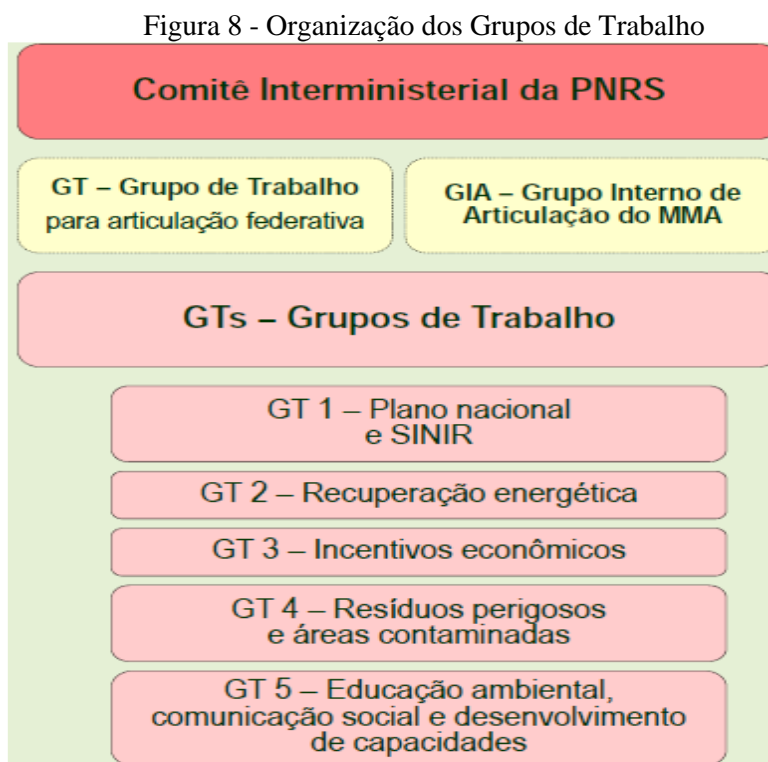 Figura 8 - Organização dos Grupos de Trabalho
Comitê Interministerial da PNRS
GT – Grupo de Trabalho
para articulação federativa
GIA – Grupo Interno de
Articulação do MMA
GTs – Grupos de Trabalho
GT 1 – Plano nacional
e SINIR
GT 2 – Recuperação energética
GT 3 – Incentivos econômicos
GT 4 – Resíduos perigosos
e áreas contaminadas
GT 5 – Educação ambiental,
comunicação social e desenvolvimento
de capacidades